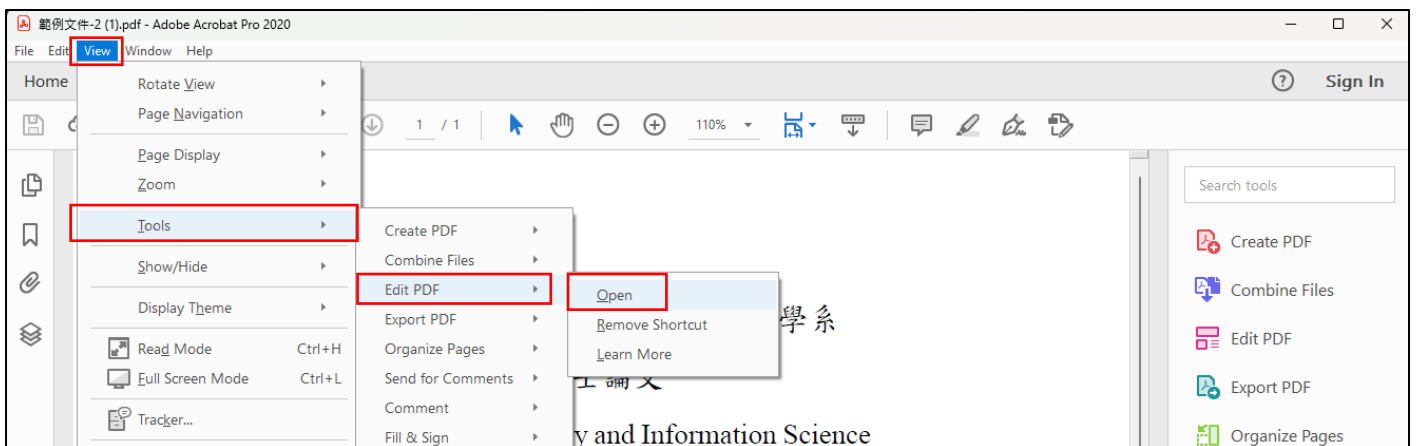 範例文件-2 (1).pdf - Adobe Acrobat Pro 2020
File Edit View Window Help
Home
Sign In
Rotate View
Page Navigation
Page Display
Zoom
Tools
Show/Hide
Display Theme
Read Mode Ctrl+H
Full Screen Mode Ctrl+L
Tracker...
1 / 1
110%
Create PDF
Combine Files
Edit PDF
Export PDF
Organize Pages
Send for Comments
Comment
Fill & Sign
Open
Remove Shortcut
Learn More
學系
論文
y and Information Science
Search tools
Create PDF
Combine Files
Edit PDF
Export PDF
Organize Pages